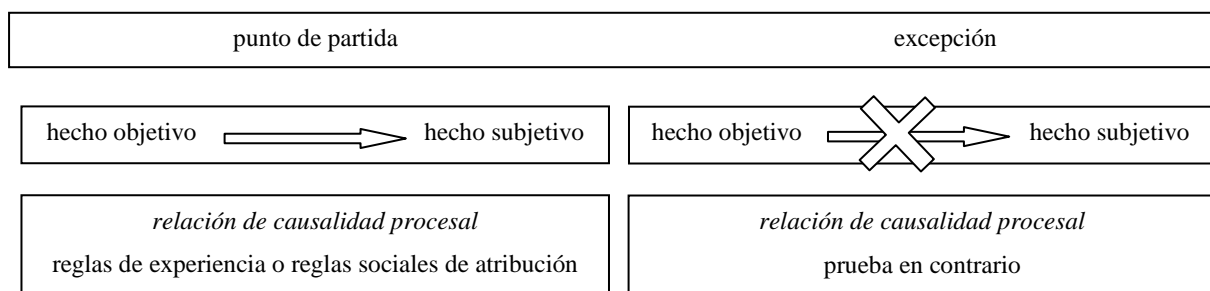 punto de partida excepción
hecho objetivo hecho subjetivo hecho objetivo hecho subjetivo
relación de causalidad procesal
reglas de experiencia o reglas sociales de atribución
relación de causalidad procesal
prueba en contrario